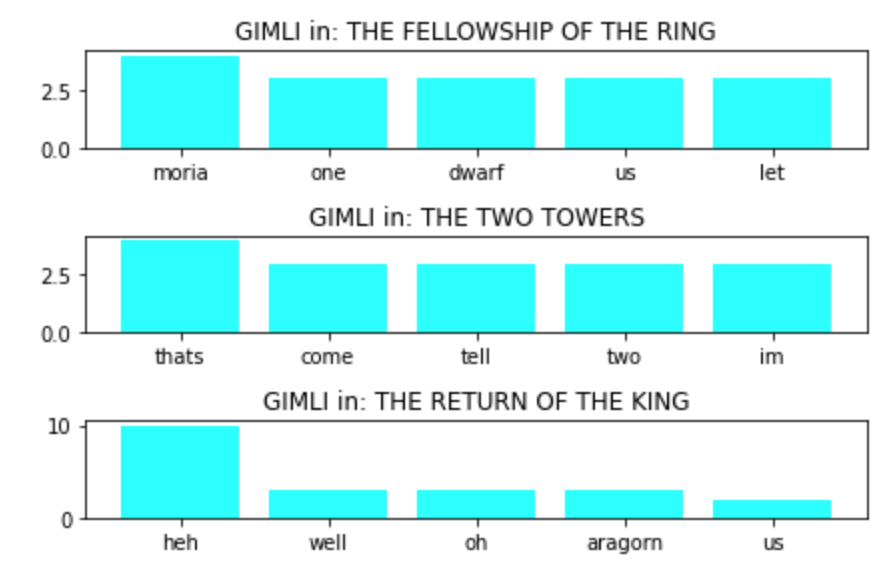 GIMLI in: THE FELLOWSHIP OF THE RING
2.5
0.0
moria one dwarf us let
GIMLI in: THE TWO TOWERS
2.5
0.0
thats come tell two im
GIMLI in: THE RETURN OF THE KING
10
0
heh well oh aragorn us